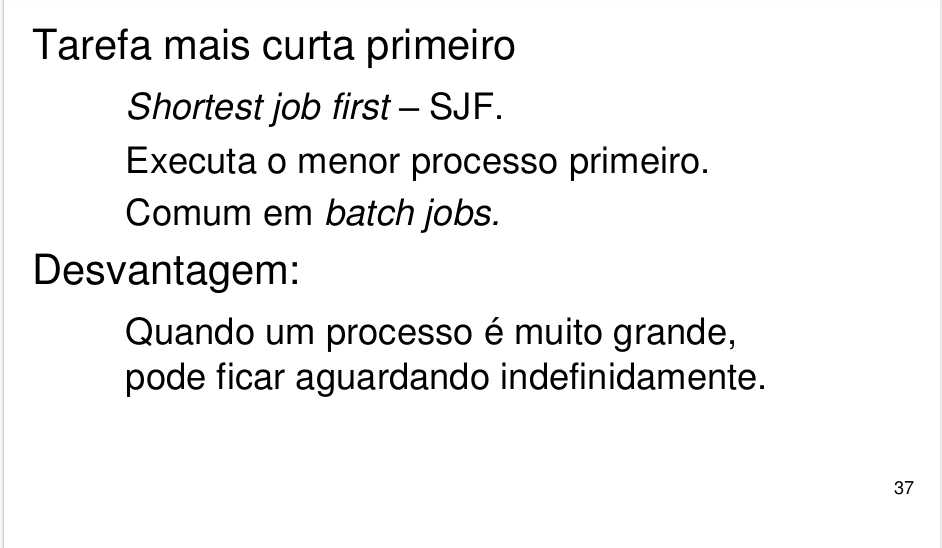 Tarefa mais curta primeiro
Shortest job first – SJF.
Executa o menor processo primeiro.
Comum em batch jobs.
Desvantagem:
Quando um processo é muito grande,
pode ficar aguardando indefinidamente.
37